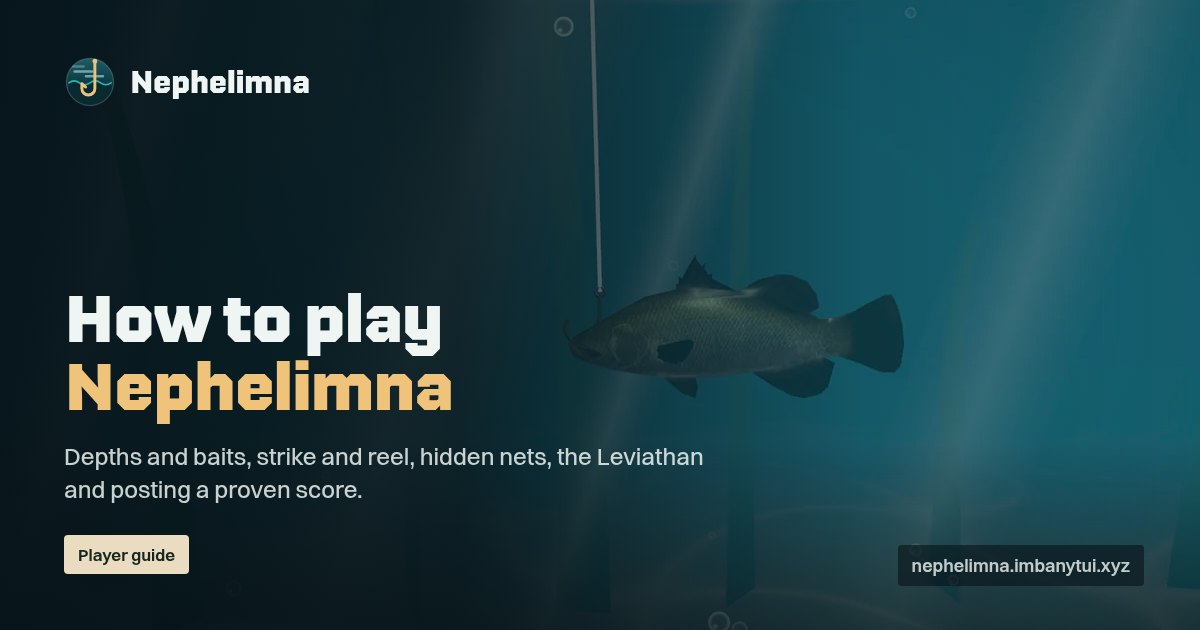 Nephelimna
How to play
Nephelimna
Depths and baits, strike and reel, hidden nets, the Leviathan
and posting a proven score.
Player guide
nephelimna.imbanytui.xyz